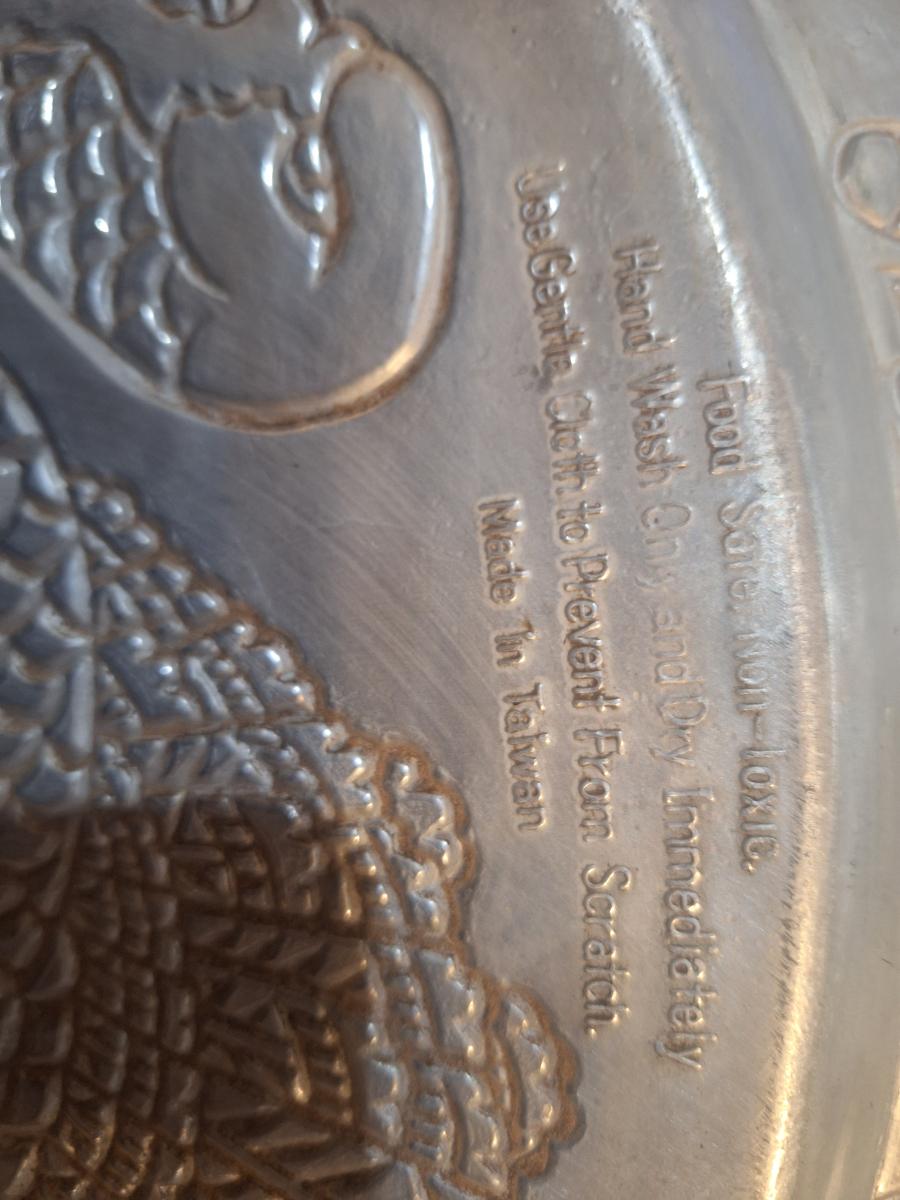 Food Safe, Non-Toxic.
Hand Wash Only and Dry Immediately
Use Gentle Cloth to Prevent From Scratch.
Made in Taiwan